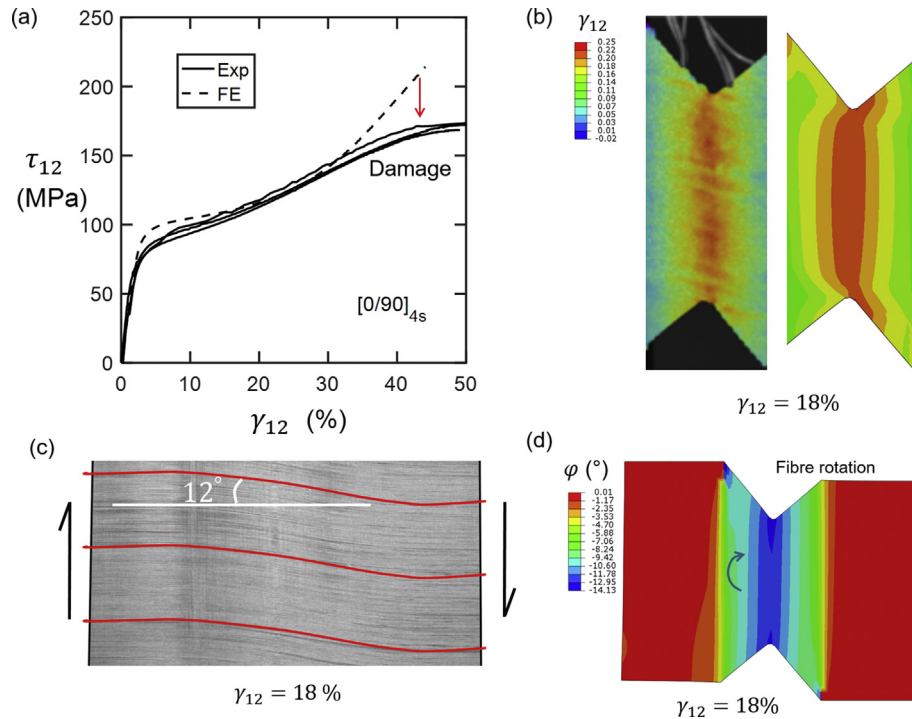 (a)
250
200
150
100
50
0
τ12
(MPa)
Exp
FE
Damage
[0/90]4s
0 10 20 30 40 50
γ12 (%)
(b)
γ12
0.25
0.22
0.20
0.18
0.16
0.14
0.13
0.11
0.09
0.07
0.05
0.03
0.01
-0.02
γ12 = 18%
(c)
12°
γ12 = 18 %
(d)
φ (°)
Fibre rotation
0.01
-1.17
-2.35
-3.53
-4.70
-5.88
-7.06
-8.24
-9.42
-10.60
-11.78
-12.95
-14.13
γ12 = 18%